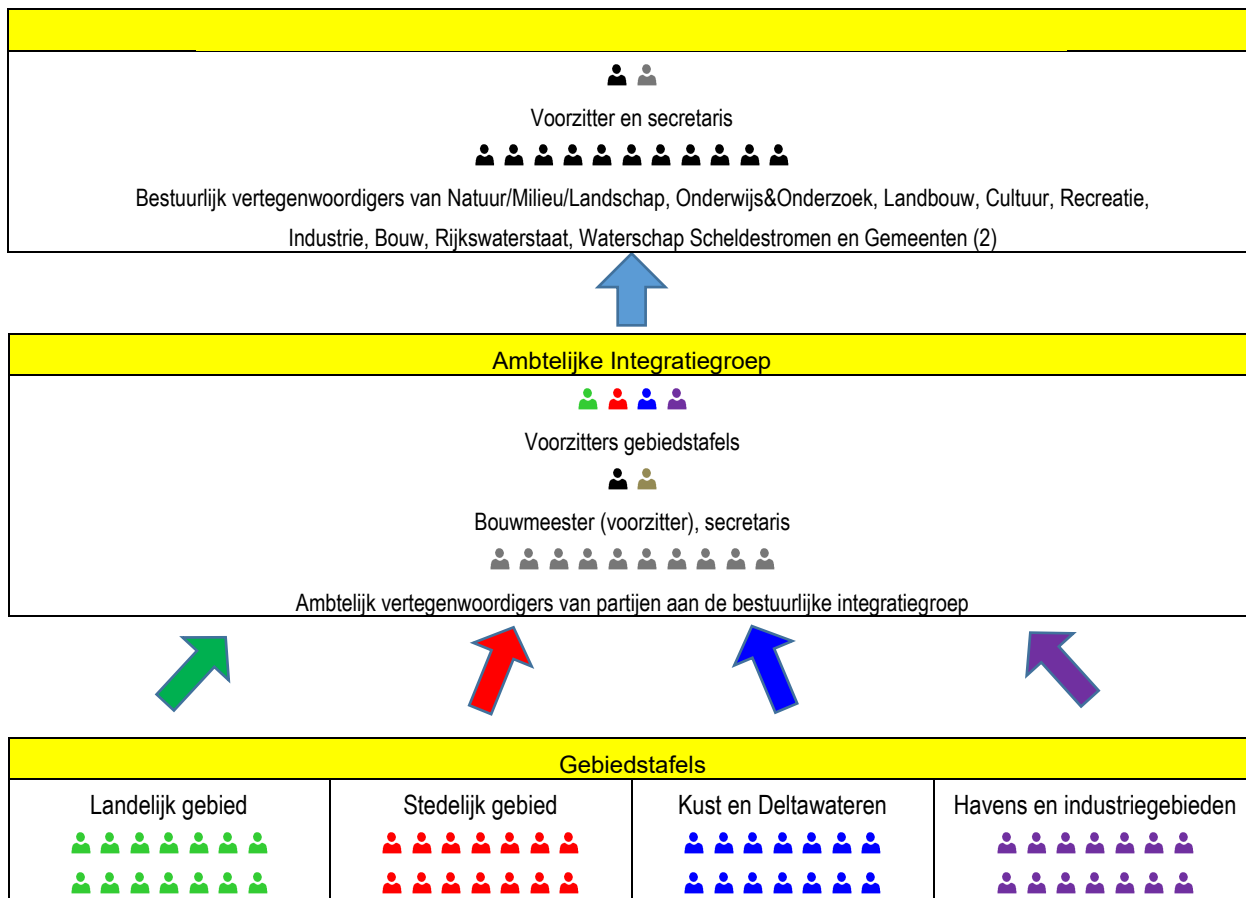 Voorzitter en secretaris
Bestuurlijk vertegenwoordigers van Natuur/Milieu/Landschap, Onderwijs&Onderzoek, Landbouw, Cultuur, Recreatie,
Industrie, Bouw, Rijkswaterstaat, Waterschap Scheldestromen en Gemeenten (2)
Ambtelijke Integratiegroep
Voorzitters gebiedstafels
Bouwmeester (voorzitter), secretaris
Ambtelijk vertegenwoordigers van partijen aan de bestuurlijke integratiegroep
Gebiedstafels
Landelijk gebied
Stedelijk gebied
Kust en Deltawateren
Havens en industriegebieden